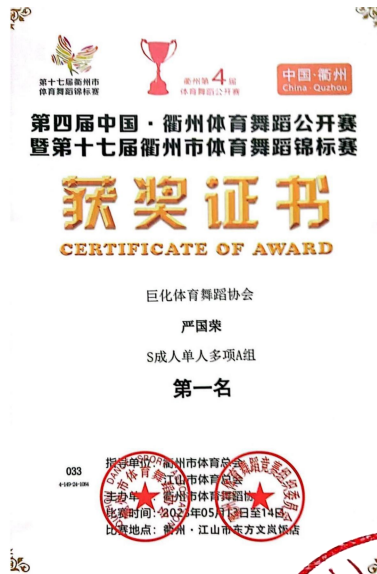 第十七届衢州市
体育舞蹈锦标赛
衢州第4届
体育舞蹈公开赛
中国·衢州
China·Quzhou
第四届中国·衢州体育舞蹈公开赛
暨第十七届衢州市体育舞蹈锦标赛
获奖证书
CERTIFICATE OF AWARD
巨化体育舞蹈协会
严国荣
S成人单人多项A组
第一名
033
指导单位：衢州市体育总会
江山市体育总会
主办单位：衢州市体育舞蹈协会
比赛时间：2023年05月13日至14日
比赛地点：衢州·江山市东方文岚饭店